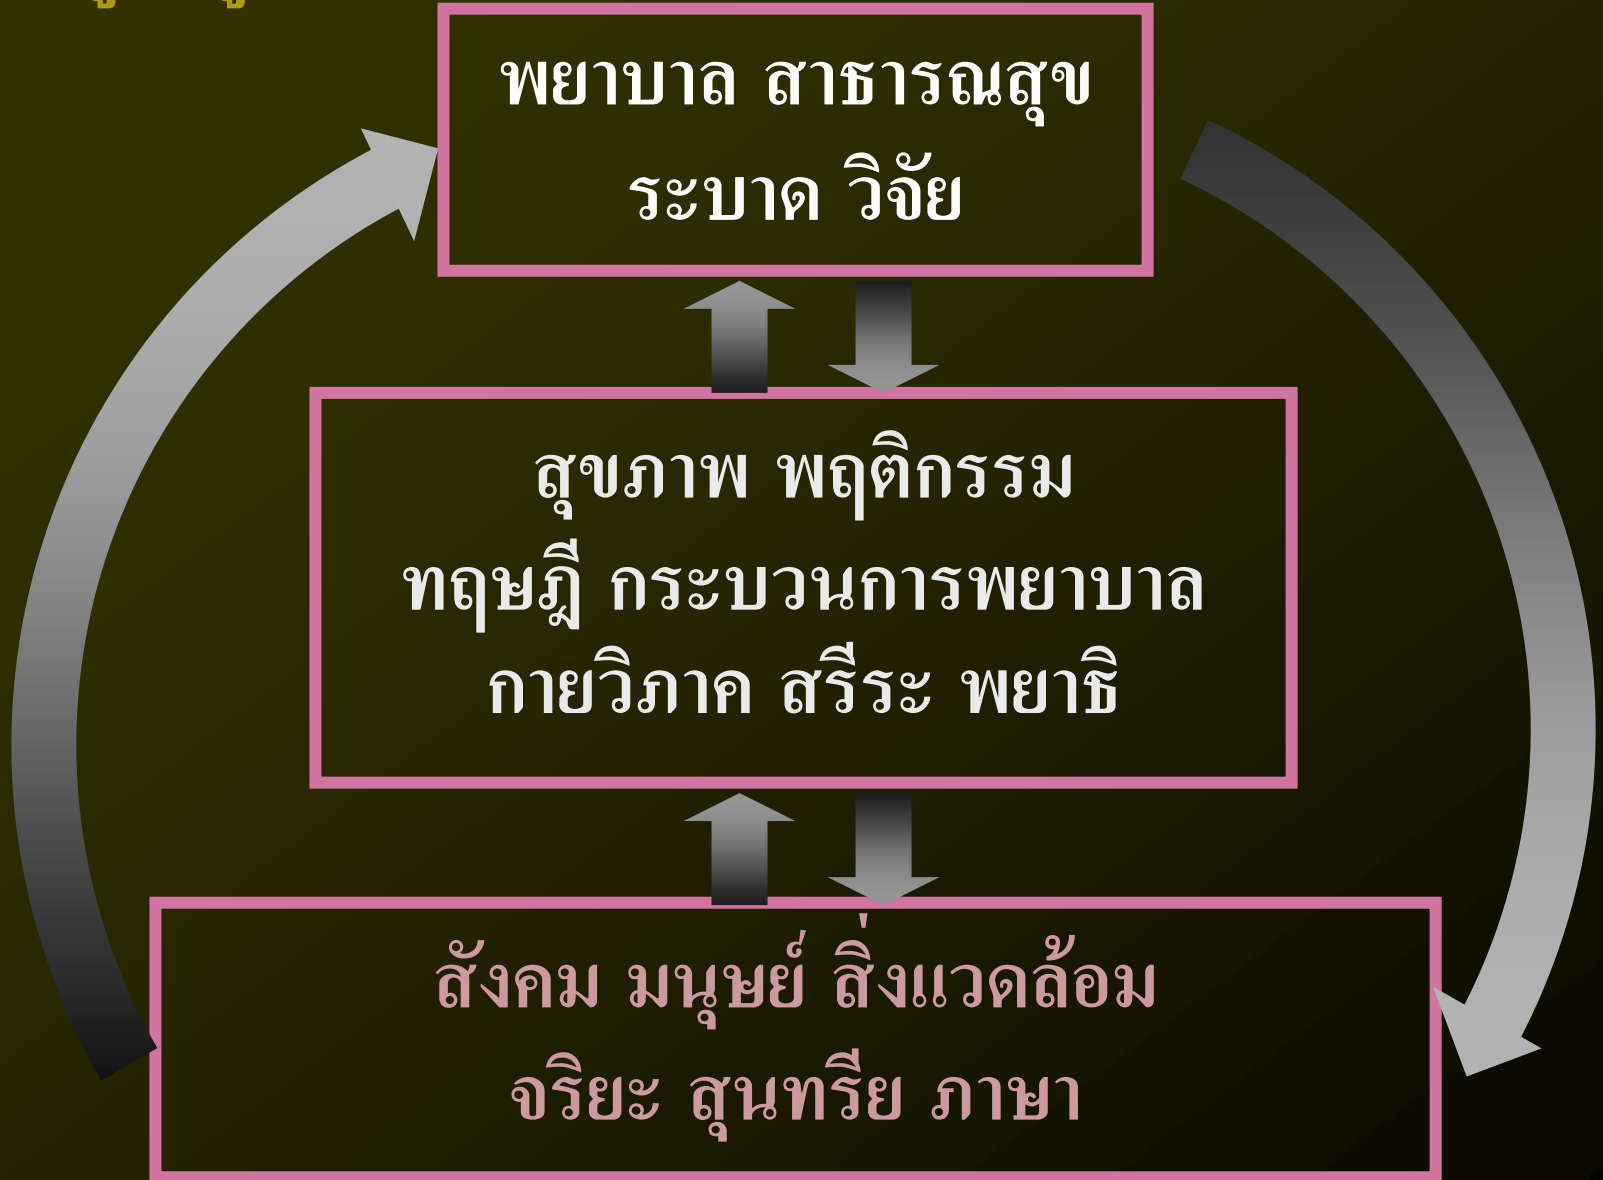 พยาบาล สาธารณสุข
ระบาด วิจัย
สุขภาพ พฤติกรรม
ทฤษฎี กระบวนการพยาบาล
กายวิภาค สรีระ พยาธิ
สังคม มนุษย์ สิ่งแวดล้อม
จริยะ สุนทรีย ภาษา